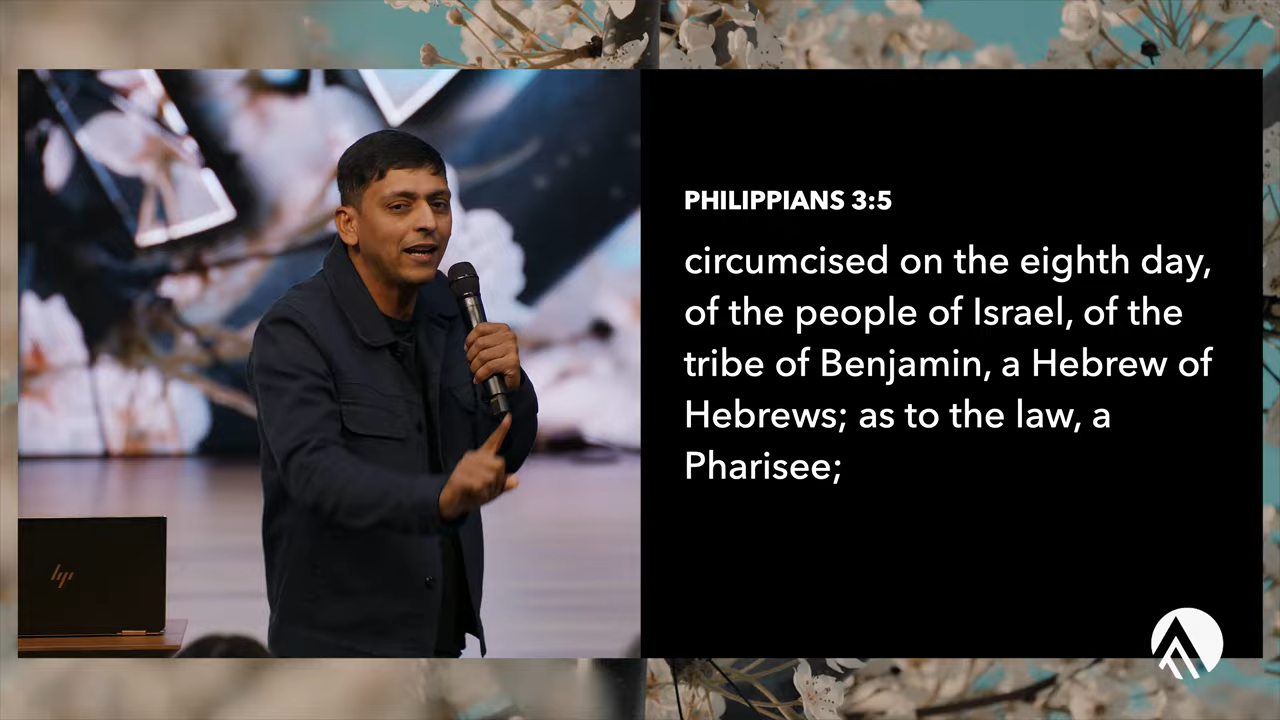 PHILIPPIANS 3:5
circumcised on the eighth day,
of the people of Israel, of the
tribe of Benjamin, a Hebrew of
Hebrews; as to the law, a
Pharisee;
hp